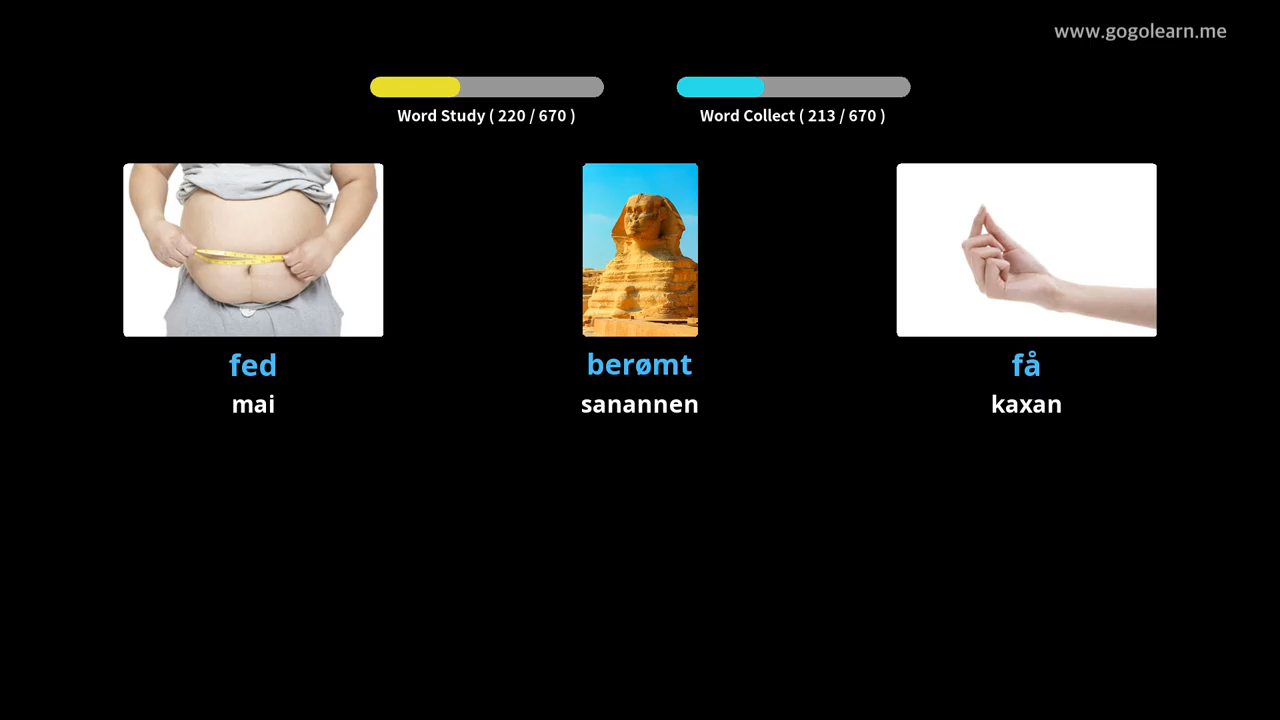 www.gogolearn.me
Word Study ( 220 / 670 )
Word Collect ( 213 / 670 )
fed
berømt
få
mai
sanannen
kaxan